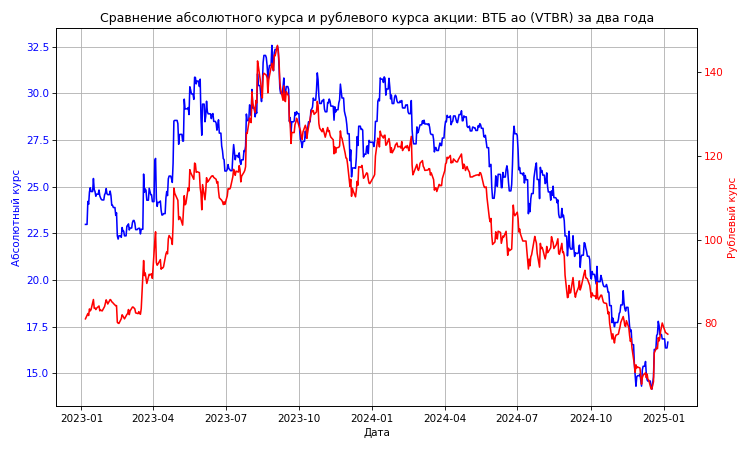 Сравнение абсолютного курса и рублевого курса акции: ВТБ ао (VTBR) за два года
Абсолютный курс
32.5
30.0
27.5
25.0
22.5
20.0
17.5
15.0
140
120
100
80
Рублевый курс
2023-01 2023-04 2023-07 2023-10 2024-01 2024-04 2024-07 2024-10 2025-01
Дата